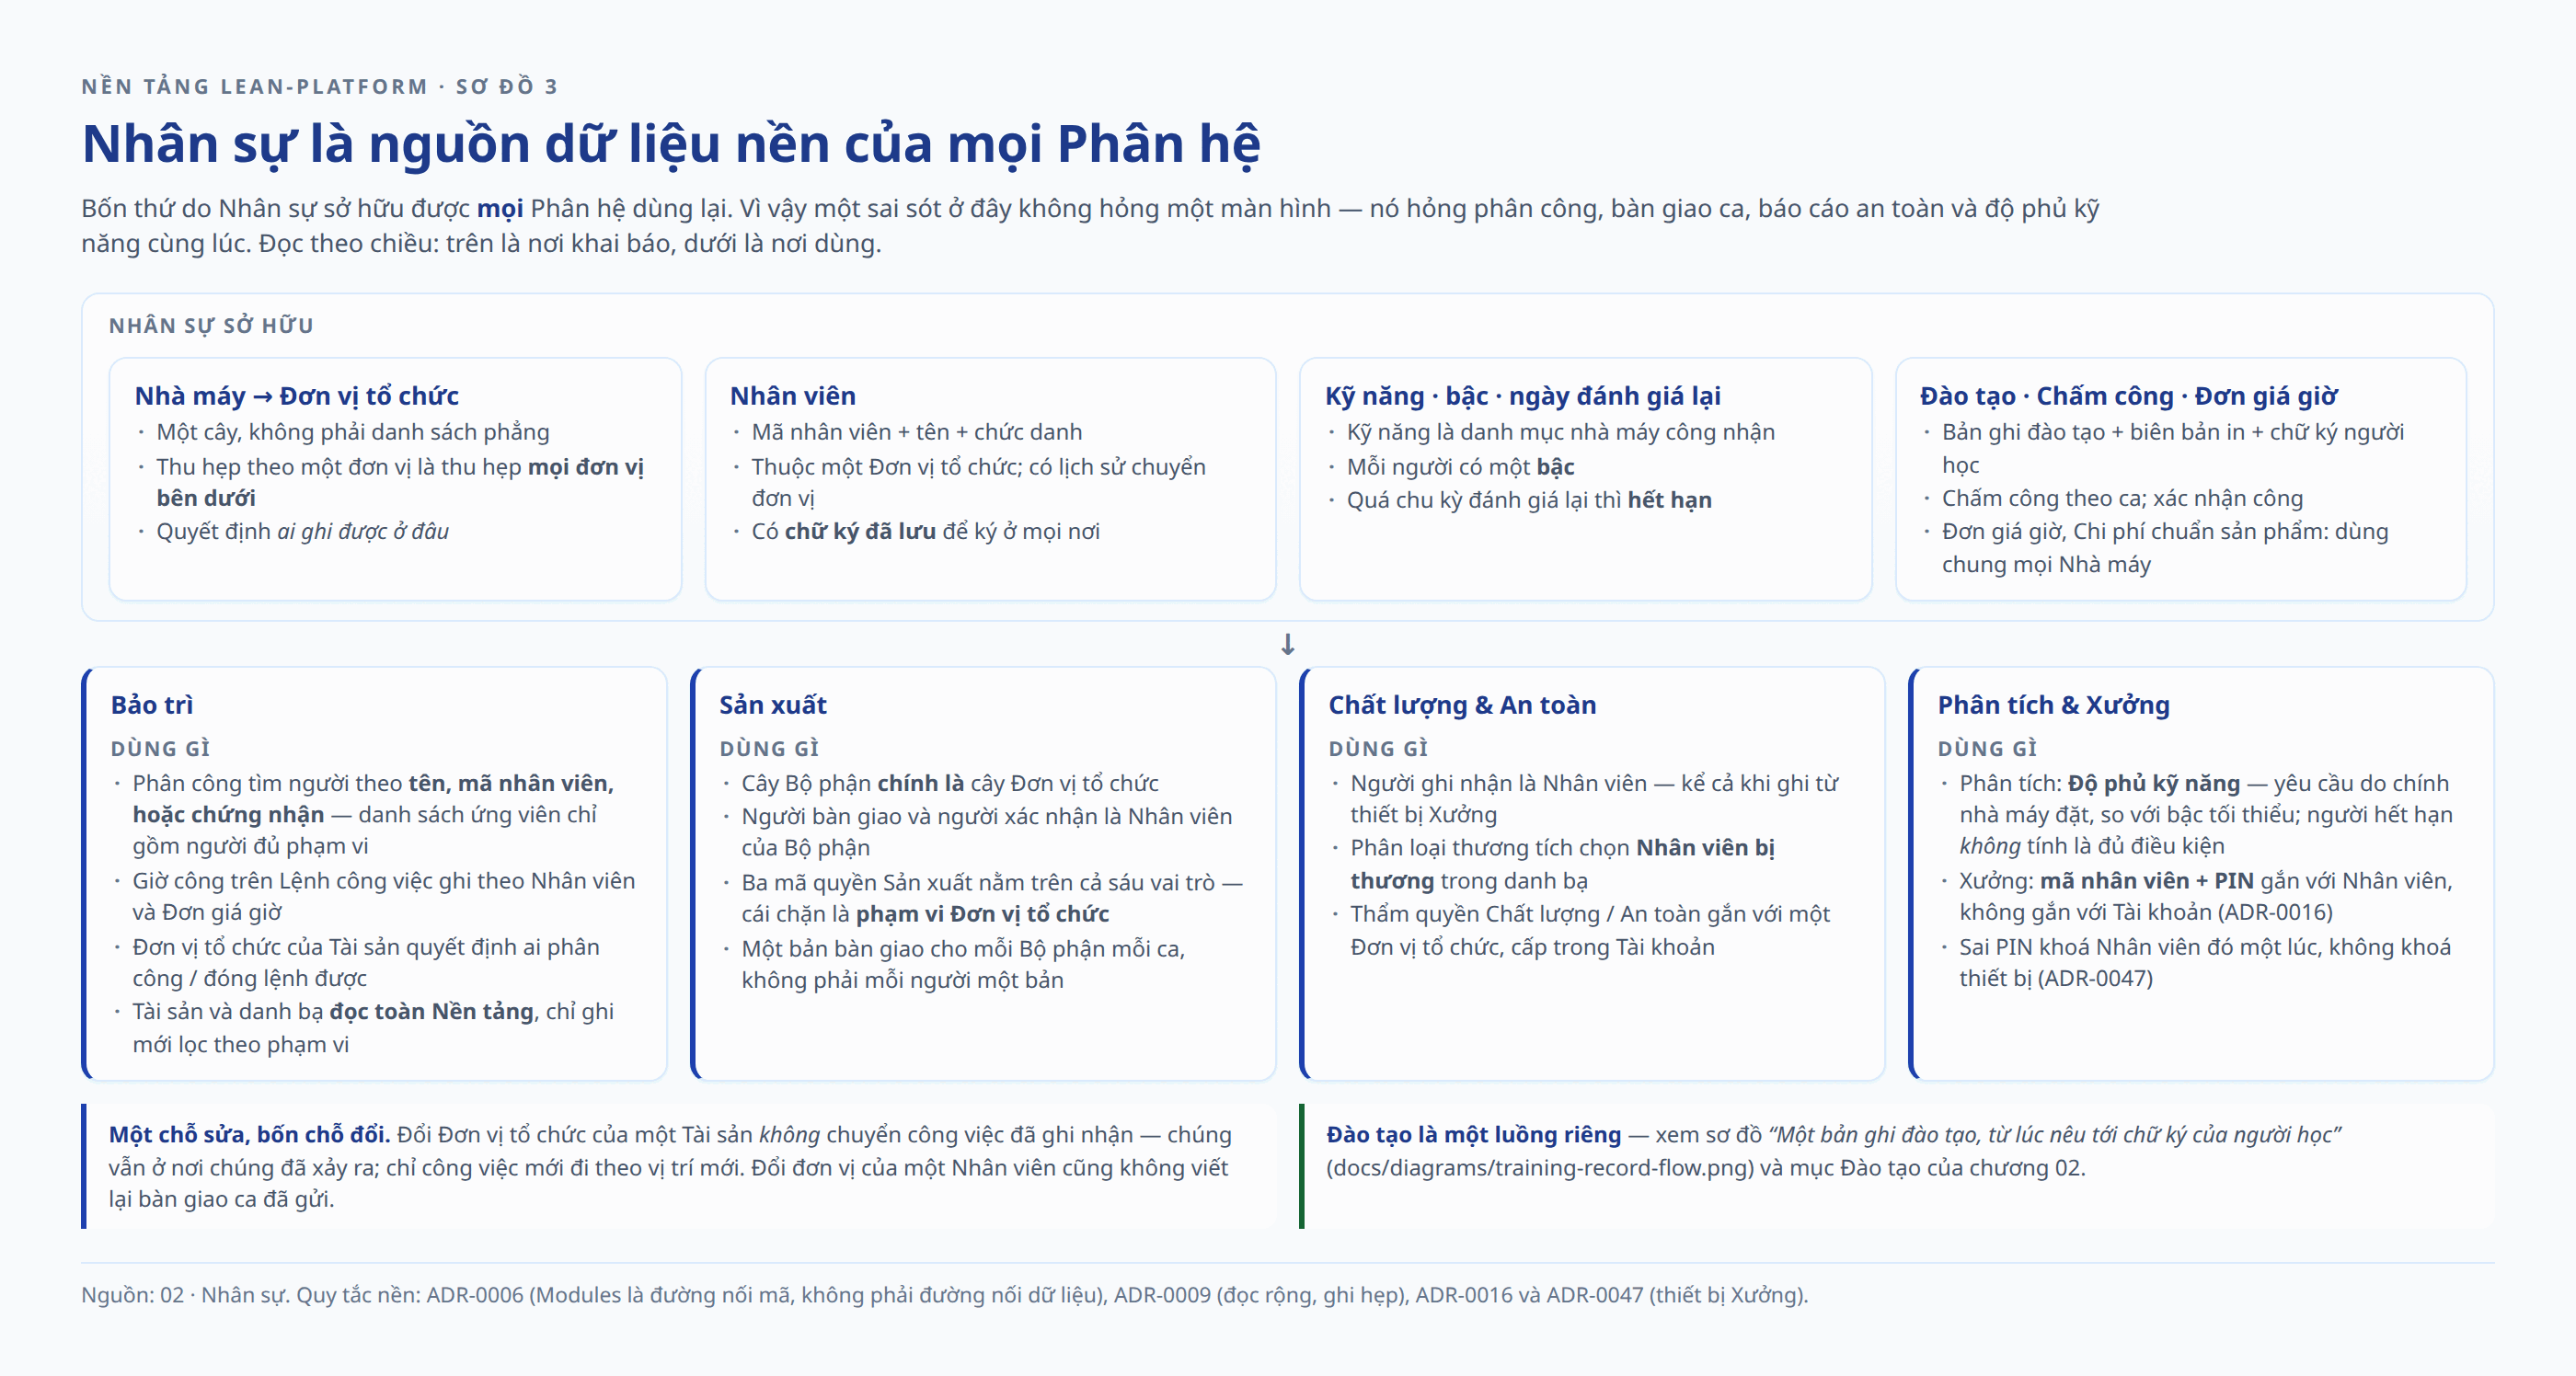 NỀN TẢNG LEAN-PLATFORM · SƠ ĐỒ 3
Nhân sự là nguồn dữ liệu nền của mọi Phân hệ
Bốn thứ do Nhân sự sở hữu được mọi Phân hệ dùng lại. Vì vậy một sai sót ở đây không hỏng một màn hình — nó hỏng phân công, bàn giao ca, báo cáo an toàn và độ phủ kỹ
năng cùng lúc. Đọc theo chiều: trên là nơi khai báo, dưới là nơi dùng.
NHÂN SỰ SỞ HỮU
Nhà máy → Đơn vị tổ chức
· Một cây, không phải danh sách phẳng
· Thu hẹp theo một đơn vị là thu hẹp mọi đơn vị
bên dưới
· Quyết định ai ghi được ở đâu
Nhân viên
· Mã nhân viên + tên + chức danh
· Thuộc một Đơn vị tổ chức; có lịch sử chuyển
đơn vị
· Có chữ ký đã lưu để ký ở mọi nơi
Kỹ năng · bậc · ngày đánh giá lại
· Kỹ năng là danh mục nhà máy công nhận
· Mỗi người có một bậc
· Quá chu kỳ đánh giá lại thì hết hạn
Đào tạo · Chấm công · Đơn giá giờ
· Bản ghi đào tạo + biên bản in + chữ ký người
học
· Chấm công theo ca; xác nhận công
· Đơn giá giờ, Chi phí chuẩn sản phẩm: dùng
chung mọi Nhà máy
↓
Bảo trì
DÙNG GÌ
· Phân công tìm người theo tên, mã nhân viên,
hoặc chứng nhận — danh sách ứng viên chỉ
gồm người đủ phạm vi
· Giờ công trên Lệnh công việc ghi theo Nhân viên
và Đơn giá giờ
· Đơn vị tổ chức của Tài sản quyết định ai phân
công / đóng lệnh được
· Tài sản và danh bạ đọc toàn Nền tảng, chỉ ghi
mới lọc theo phạm vi
Sản xuất
DÙNG GÌ
· Cây Bộ phận chính là cây Đơn vị tổ chức
· Người bàn giao và người xác nhận là Nhân viên
của Bộ phận
· Ba mã quyền Sản xuất nằm trên cả sáu vai trò —
cái chặn là phạm vi Đơn vị tổ chức
· Một bản bàn giao cho mỗi Bộ phận mỗi ca,
không phải mỗi người một bản
Chất lượng & An toàn
DÙNG GÌ
· Người ghi nhận là Nhân viên — kể cả khi ghi từ
thiết bị Xưởng
· Phân loại thương tích chọn Nhân viên bị
thương trong danh bạ
· Thẩm quyền Chất lượng / An toàn gắn với một
Đơn vị tổ chức, cấp trong Tài khoản
Phân tích & Xưởng
DÙNG GÌ
· Phân tích: Độ phủ kỹ năng — yêu cầu do chính
nhà máy đặt, so với bậc tối thiểu; người hết hạn
không tính là đủ điều kiện
· Xưởng: mã nhân viên + PIN gắn với Nhân viên,
không gắn với Tài khoản (ADR-0016)
· Sai PIN khoá Nhân viên đó một lúc, không khoá
thiết bị (ADR-0047)
Một chỗ sửa, bốn chỗ đổi. Đổi Đơn vị tổ chức của một Tài sản không chuyển công việc đã ghi nhận — chúng
vẫn ở nơi chúng đã xảy ra; chỉ công việc mới đi theo vị trí mới. Đổi đơn vị của một Nhân viên cũng không viết
lại bàn giao ca đã gửi.
Đào tạo là một luồng riêng — xem sơ đồ “Một bản ghi đào tạo, từ lúc nêu tới chữ ký của người học”
(docs/diagrams/training-record-flow.png) và mục Đào tạo của chương 02.
Nguồn: 02 · Nhân sự. Quy tắc nền: ADR-0006 (Modules là đường nối mã, không phải đường nối dữ liệu), ADR-0009 (đọc rộng, ghi hẹp), ADR-0016 và ADR-0047 (thiết bị Xưởng).